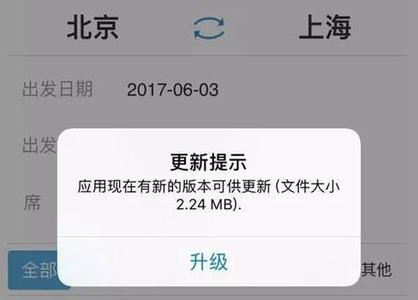 北京 上海
出发日期 2017-06-03
出发
更新提示
应用现在有新的版本可供更新 (文件大小
2.24 MB).
席
升级
全部 其他